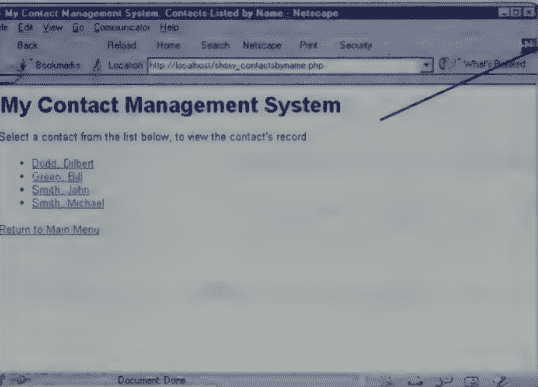 My Contact Management System, Contacts Listed by Name - Netscape
Edit View Go Communicator Help
Back Reload Home Search Netscape Print Security
Bookmarks Location http://localhost/show_contactsbyname.php What's Related
My Contact Management System
Select a contact from the list below, to view the contact's record
Dodd, Dilbert
Green, Bill
Smith, John
Smith, Michael
Return to Main Menu
Document: Done